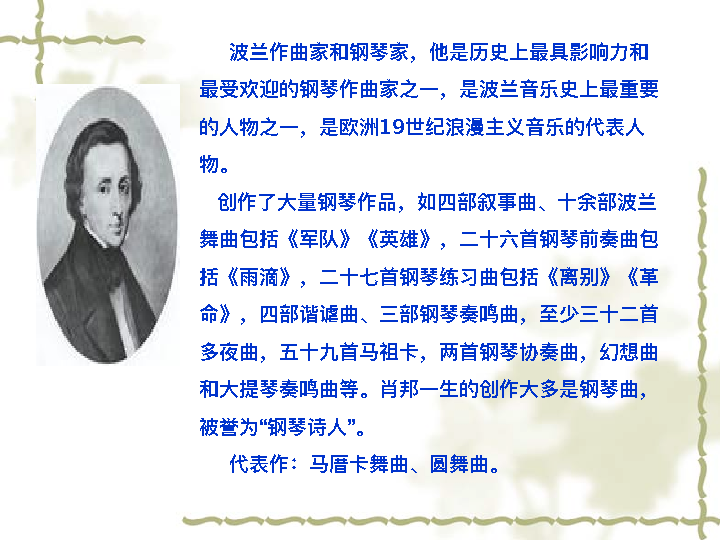 波兰作曲家和钢琴家，他是历史上最具影响力和
最受欢迎的钢琴作曲家之一，是波兰音乐史上最重要
的人物之一，是欧洲19世纪浪漫主义音乐的代表人
物。
创作了大量钢琴作品，如四部叙事曲、十余部波兰
舞曲包括《军队》《英雄》，二十六首钢琴前奏曲包
括《雨滴》，二十七首钢琴练习曲包括《离别》《革
命》，四部谐谑曲、三部钢琴奏鸣曲，至少三十二首
多夜曲，五十九首马祖卡，两首钢琴协奏曲，幻想曲
和大提琴奏鸣曲等。肖邦一生的创作大多是钢琴曲，
被誉为“钢琴诗人”。
代表作：马厝卡舞曲、圆舞曲。